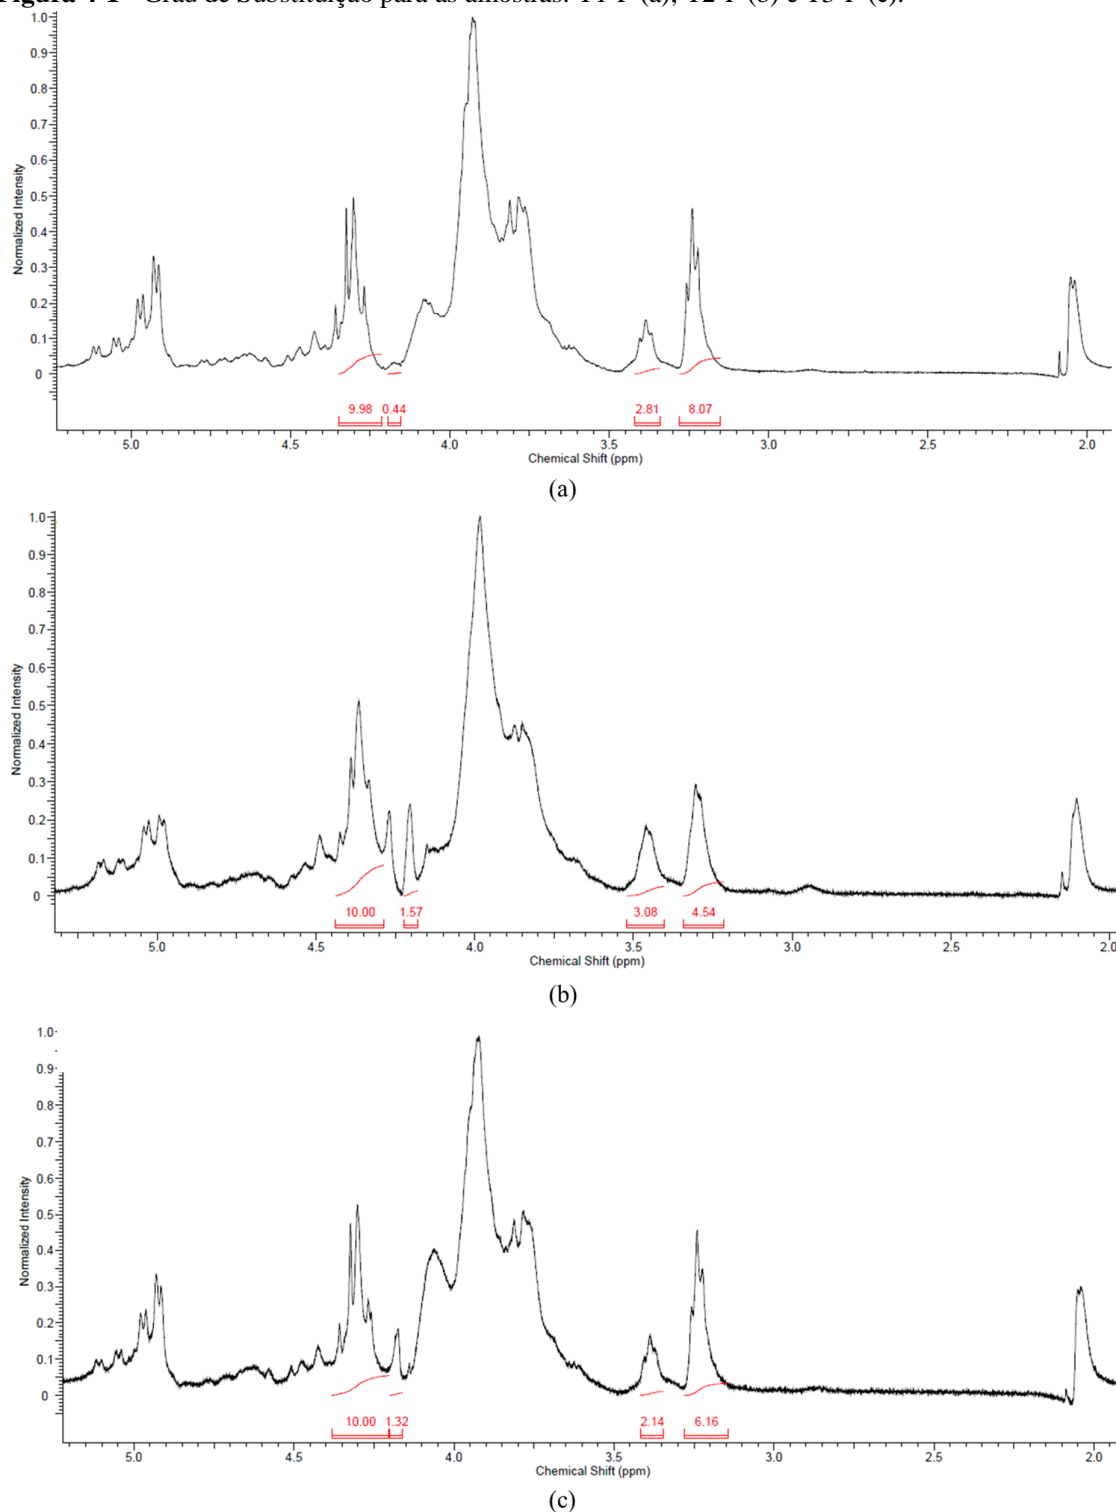 Figura 4-1 - Grau de Substituição para as amostras:
1.0
0.9
0.8
0.7
0.6
0.5
0.4
0.3
0.2
0.1
0
Normalized Intensity
9.98 0.44 2.81 8.07
5.0 4.5 4.0 3.5 3.0 2.5 2.0
Chemical Shift (ppm)
(a)
1.0
0.9
0.8
0.7
0.6
0.5
0.4
0.3
0.2
0.1
0
Normalized Intensity
10.00 1.57 3.08 4.54
5.0 4.5 4.0 3.5 3.0 2.5 2.0
Chemical Shift (ppm)
(b)
1.0
0.9
0.8
0.7
0.6
0.5
0.4
0.3
0.2
0.1
0
Normalized Intensity
10.00 1.32 2.14 6.16
5.0 4.5 4.0 3.5 3.0 2.5 2.0
Chemical Shift (ppm)
(c)